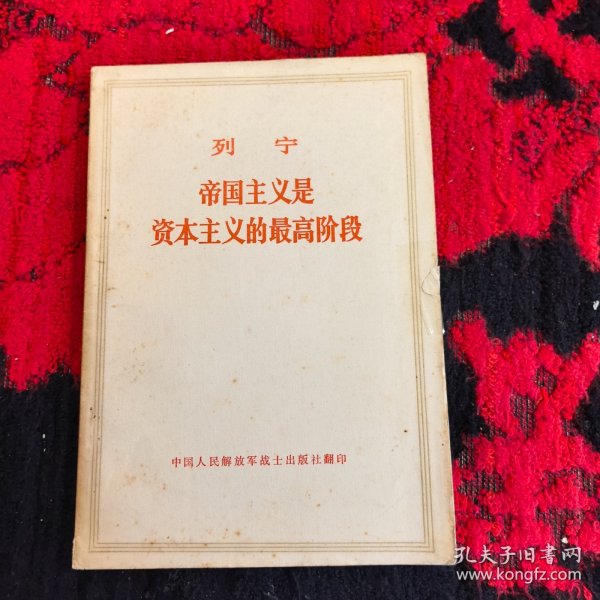 列 宁
帝国主义是
资本主义的最高阶段
中国人民解放军战士出版社翻印
孔夫子旧书网
www.kongfz.com